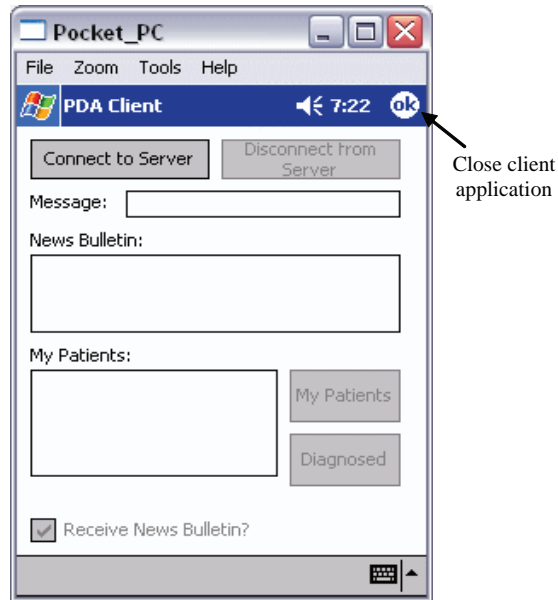 Pocket_PC
File Zoom Tools Help
PDA Client 7:22 ok
Connect to Server
Disconnect from
Server
Close client
application
Message:
News Bulletin:
My Patients:
My Patients
Diagnosed
Receive News Bulletin?